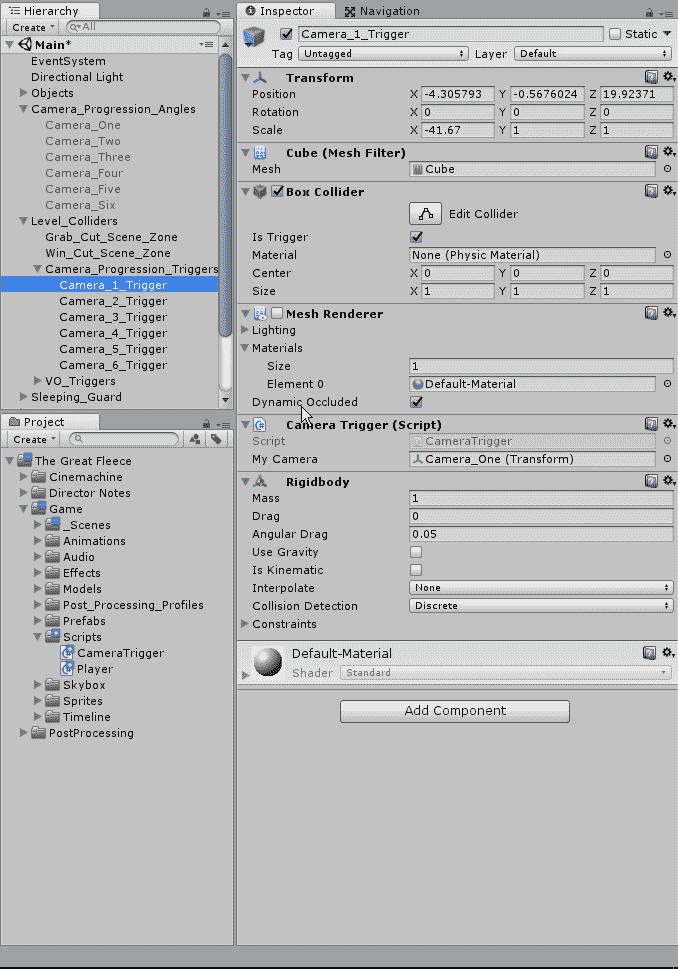 Hierarchy
Create
All
Main*
EventSystem
Directional Light
Objects
Camera_Progression_Angles
Camera_One
Camera_Two
Camera_Three
Camera_Four
Camera_Five
Camera_Six
Level_Colliders
Grab_Cut_Scene_Zone
Win_Cut_Scene_Zone
Camera_Progression_Triggers
Camera_1_Trigger
Camera_2_Trigger
Camera_3_Trigger
Camera_4_Trigger
Camera_5_Trigger
Camera_6_Trigger
VO_Triggers
Sleeping_Guard
Project
Create
The Great Fleece
Cinemachine
Director Notes
Game
_Scenes
Animations
Audio
Effects
Models
Post_Processing_Profiles
Prefabs
Scripts
CameraTrigger
Player
Skybox
Sprites
Timeline
PostProcessing
Inspector Navigation
Camera_1_Trigger Static
Tag Untagged Layer Default
Transform
Position X -4.305793 Y -0.5676024 Z 19.92371
Rotation X 0 Y 0 Z 0
Scale X -41.67 Y 1 Z 1
Cube (Mesh Filter)
Mesh Cube
Box Collider
Edit Collider
Is Trigger
Material None (Physic Material)
Center X 0 Y 0 Z 0
Size X 1 Y 1 Z 1
Mesh Renderer
Lighting
Materials
Size 1
Element 0 Default-Material
Dynamic Occluded
Camera Trigger (Script)
Script CameraTrigger
My Camera Camera_One (Transform)
Rigidbody
Mass 1
Drag 0
Angular Drag 0.05
Use Gravity
Is Kinematic
Interpolate None
Collision Detection Discrete
Constraints
Default-Material
Shader Standard
Add Component